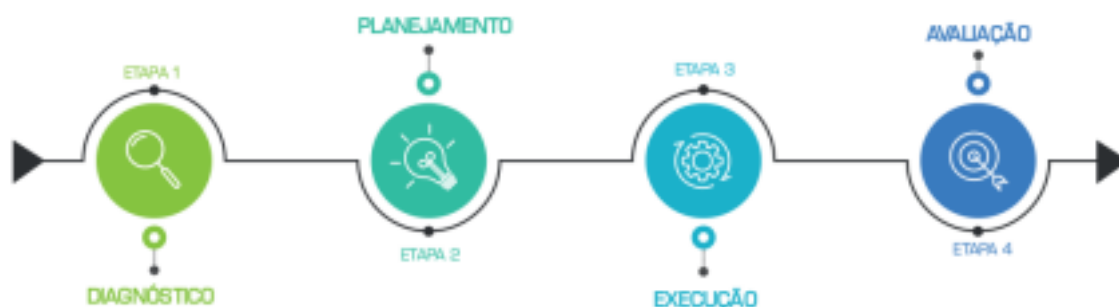 ETAPA 1
DIAGNÓSTICO
PLANEJAMENTO
ETAPA 2
ETAPA 3
EXECUÇÃO
AVALIAÇÃO
ETAPA 4